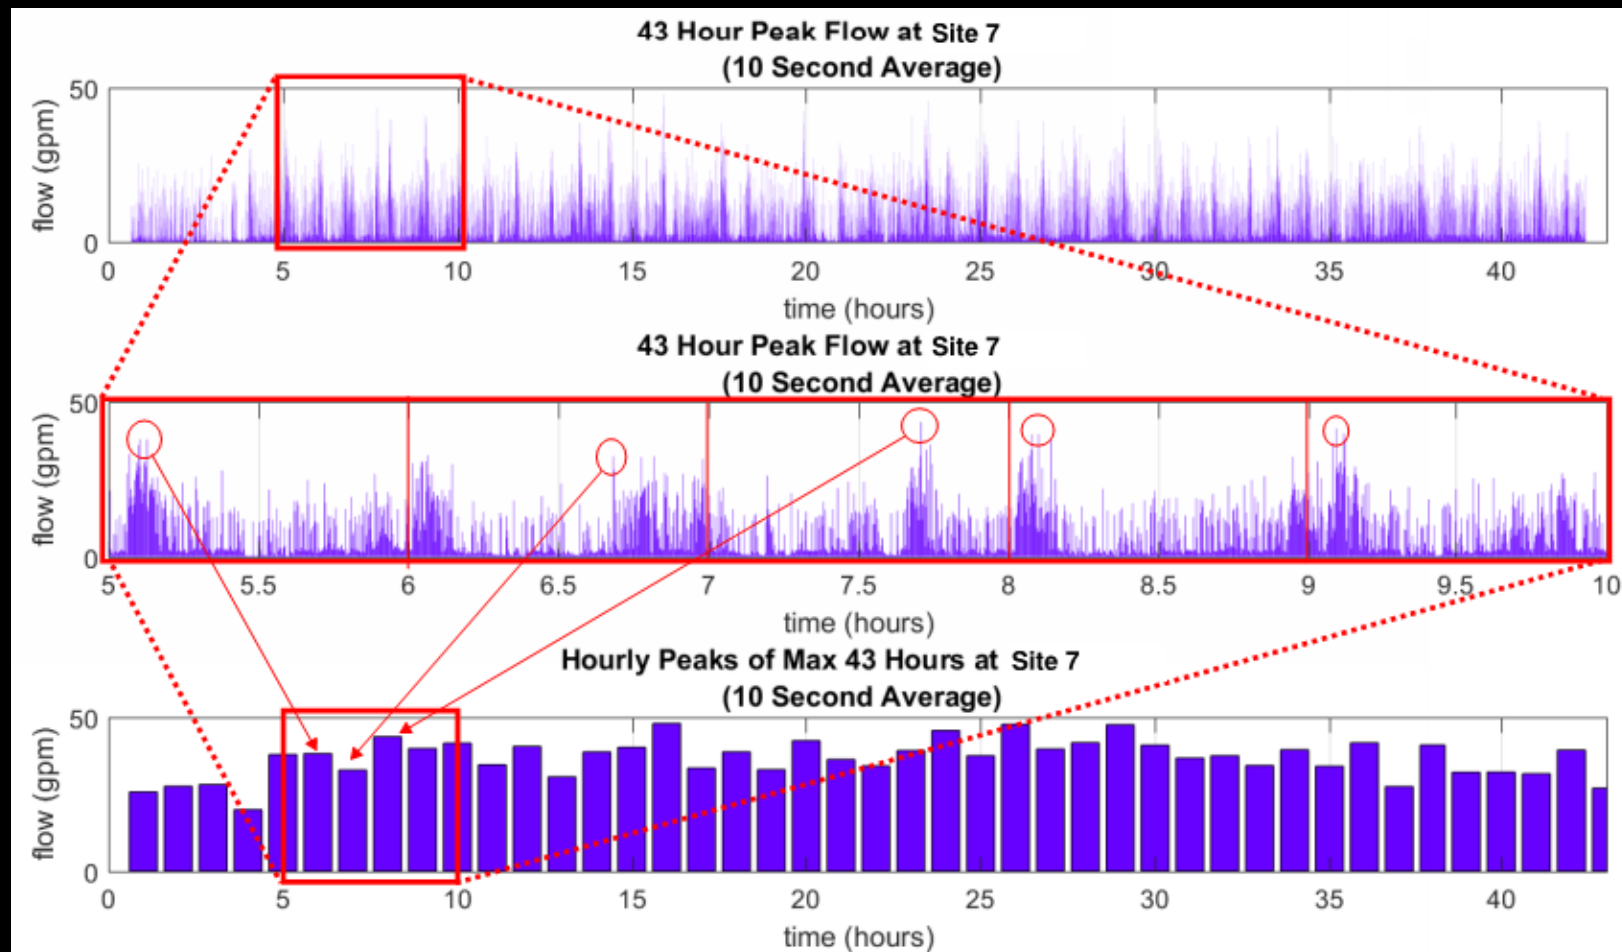 43 Hour Peak Flow at Site 7
(10 Second Average)
50
0
flow (gpm)
0 5 10 15 20 25 30 35 40
time (hours)
43 Hour Peak Flow at Site 7
(10 Second Average)
50
0
flow (gpm)
5 5.5 6 6.5 7 7.5 8 8.5 9 9.5 10
time (hours)
Hourly Peaks of Max 43 Hours at Site 7
(10 Second Average)
50
0
flow (gpm)
0 5 10 15 20 25 30 35 40
time (hours)